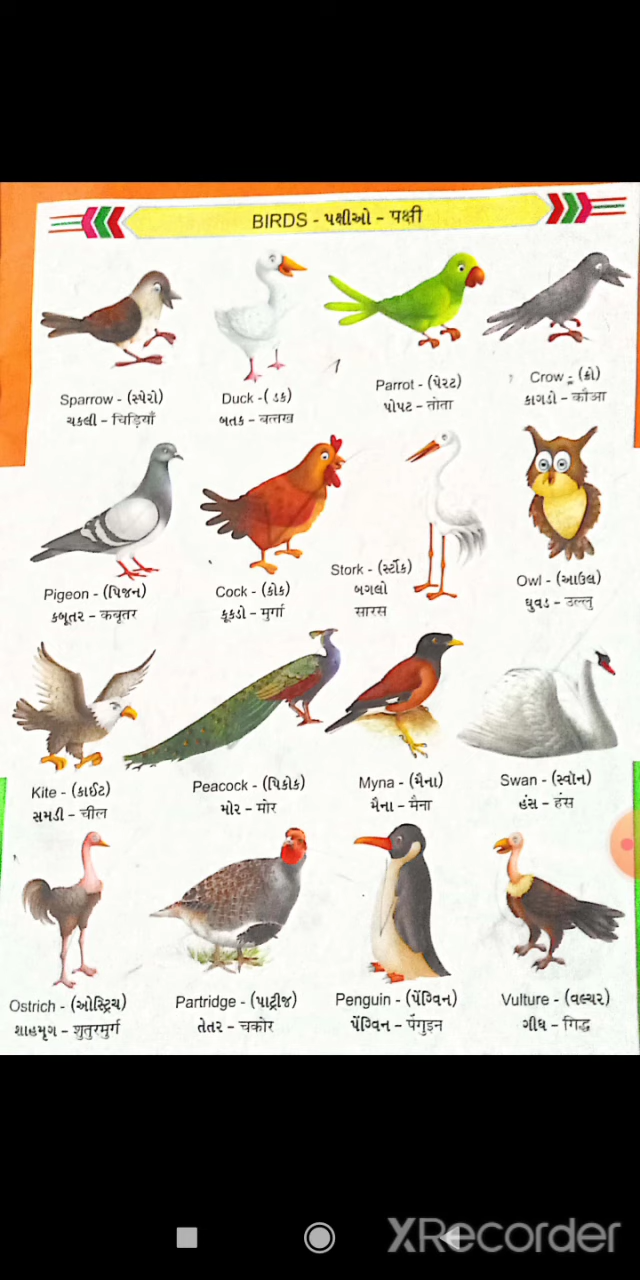 BIRDS - પક્ષીઓ - पक्षी
Sparrow - (સ્પેરો)
ચકલી - चिड़ियाँ
Duck -( ડક)
બતક - बत्तख
Parrot - (પેરટ)
પોપટ - तोता
Crow - (ક્રો)
કાગડો - कौआ
Pigeon - (પિજન)
કબૂતર - कबूतर
Cock - (કોક)
કૂકડો - मुर्गा
Stork - (સ્ટૉર્ક)
બગલો
सारस
Owl - (આઉલ)
ઘુવડ - उल्लु
Kite - (કાઈટ)
સમડી - चील
Peacock - (પિકોક)
મોર - मोर
Myna - (મૈના)
મૈના - मैना
Swan - (સ્વૉન)
હંસ - हंस
Ostrich - (ઓસ્ટ્રિચ)
શાહમૃગ - शुतुरमुर्ग
Partridge - (પાર્ટ્રીજ)
તેતર - चकोर
Penguin - (પેંગ્વિન)
પેંગ્વિન - पेंगुइन
Vulture - (વલ્ચર)
ગીધ - गिद्ध
XRecorder